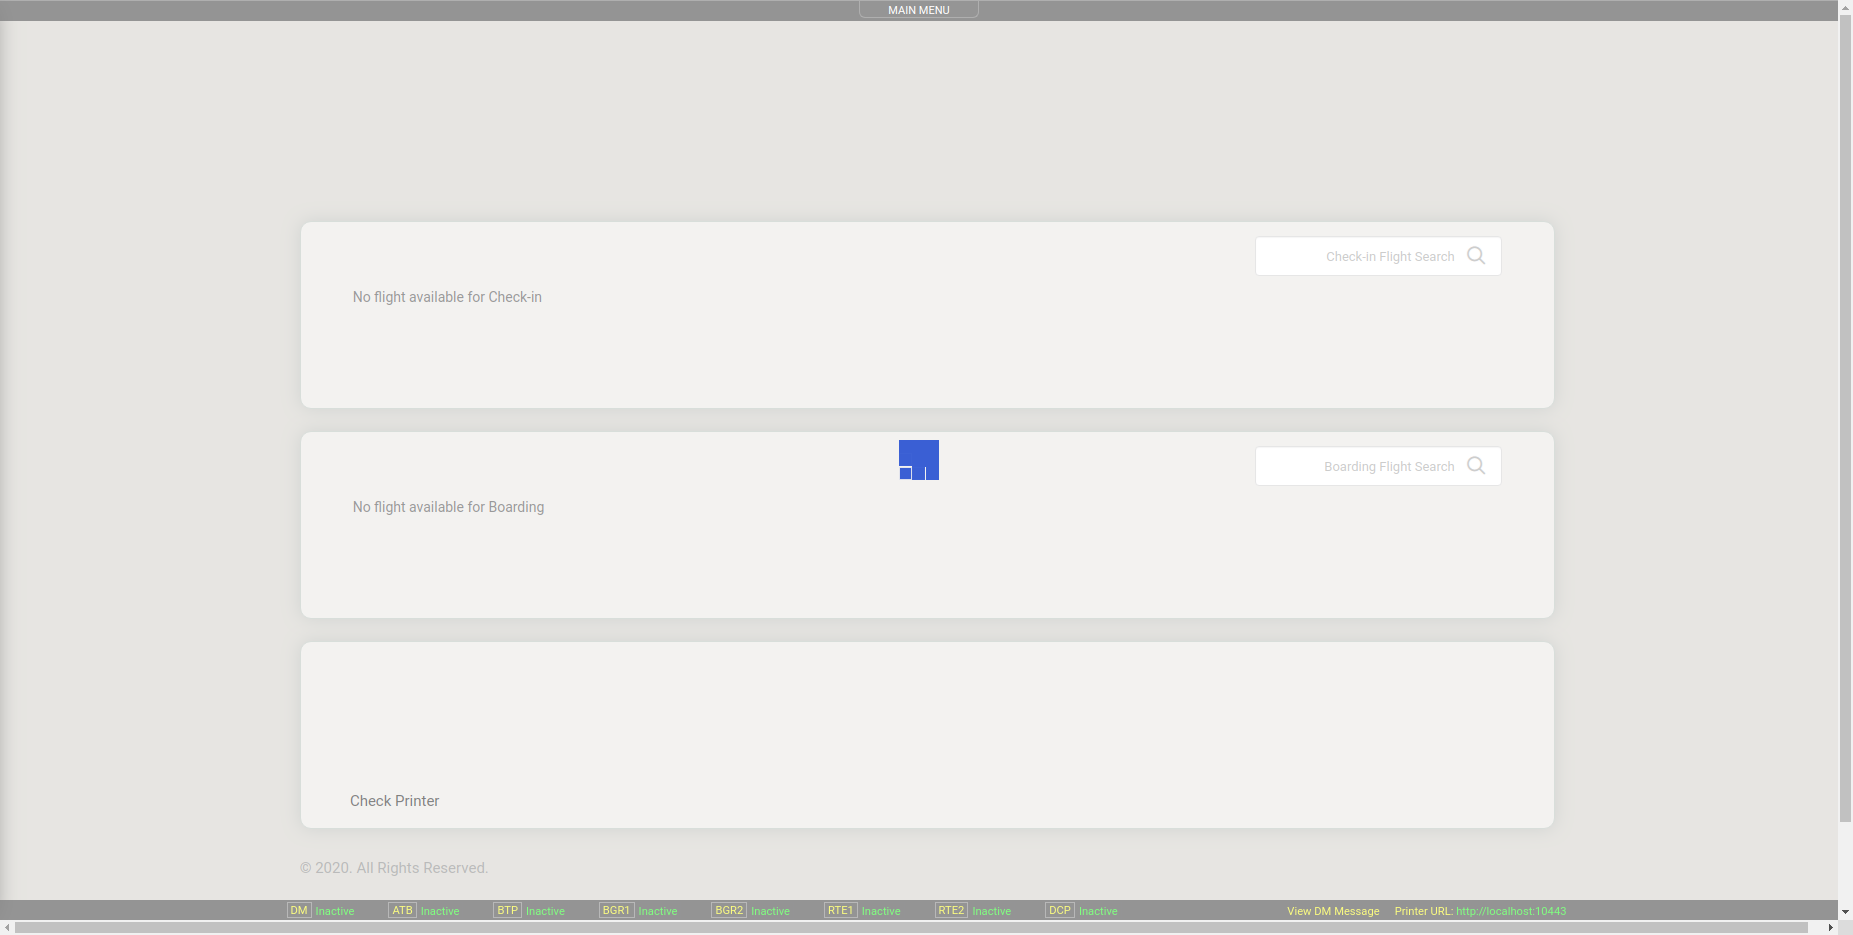 MAIN MENU
Check-in Flight Search
No flight available for Check-in
Boarding Flight Search
No flight available for Boarding
Check Printer
© 2020. All Rights Reserved.
DM Inactive ATB Inactive BTP Inactive BGR1 Inactive BGR2 Inactive RTE1 Inactive RTE2 Inactive DCP Inactive View DM Message Printer URL: http://localhost:10443